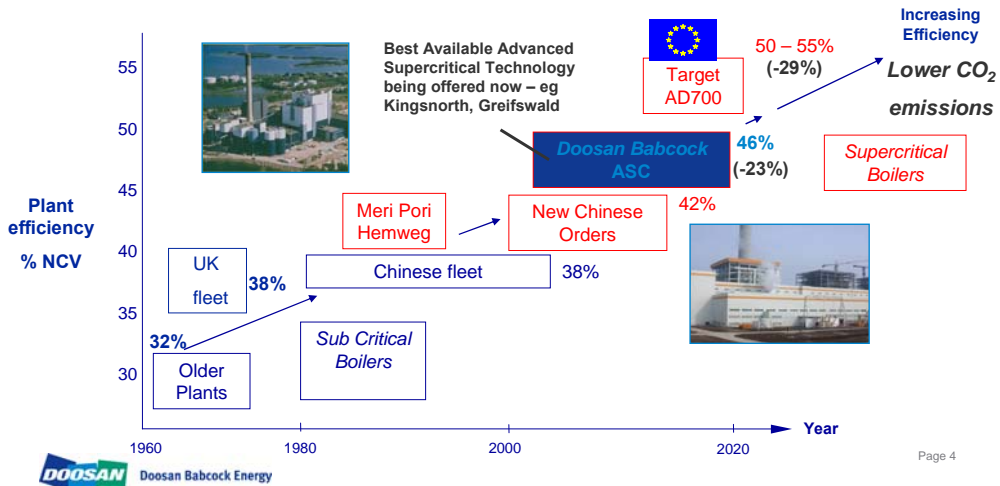 Increasing
Efficiency
Lower CO₂
emissions
50 – 55%
(-29%)
Target
AD700
Best Available Advanced
Supercritical Technology
being offered now – eg
Kingsnorth, Greifswald
55
50
45
40
35
30
Plant
efficiency
% NCV
Doosan Babcock
ASC
46%
(-23%)
Supercritical
Boilers
Meri Pori
Hemweg
New Chinese
Orders
42%
UK
fleet
38%
Chinese fleet
38%
32%
Older
Plants
Sub Critical
Boilers
Year
1960
1980
2000
2020
DOOSAN
Doosan Babcock Energy
Page 4